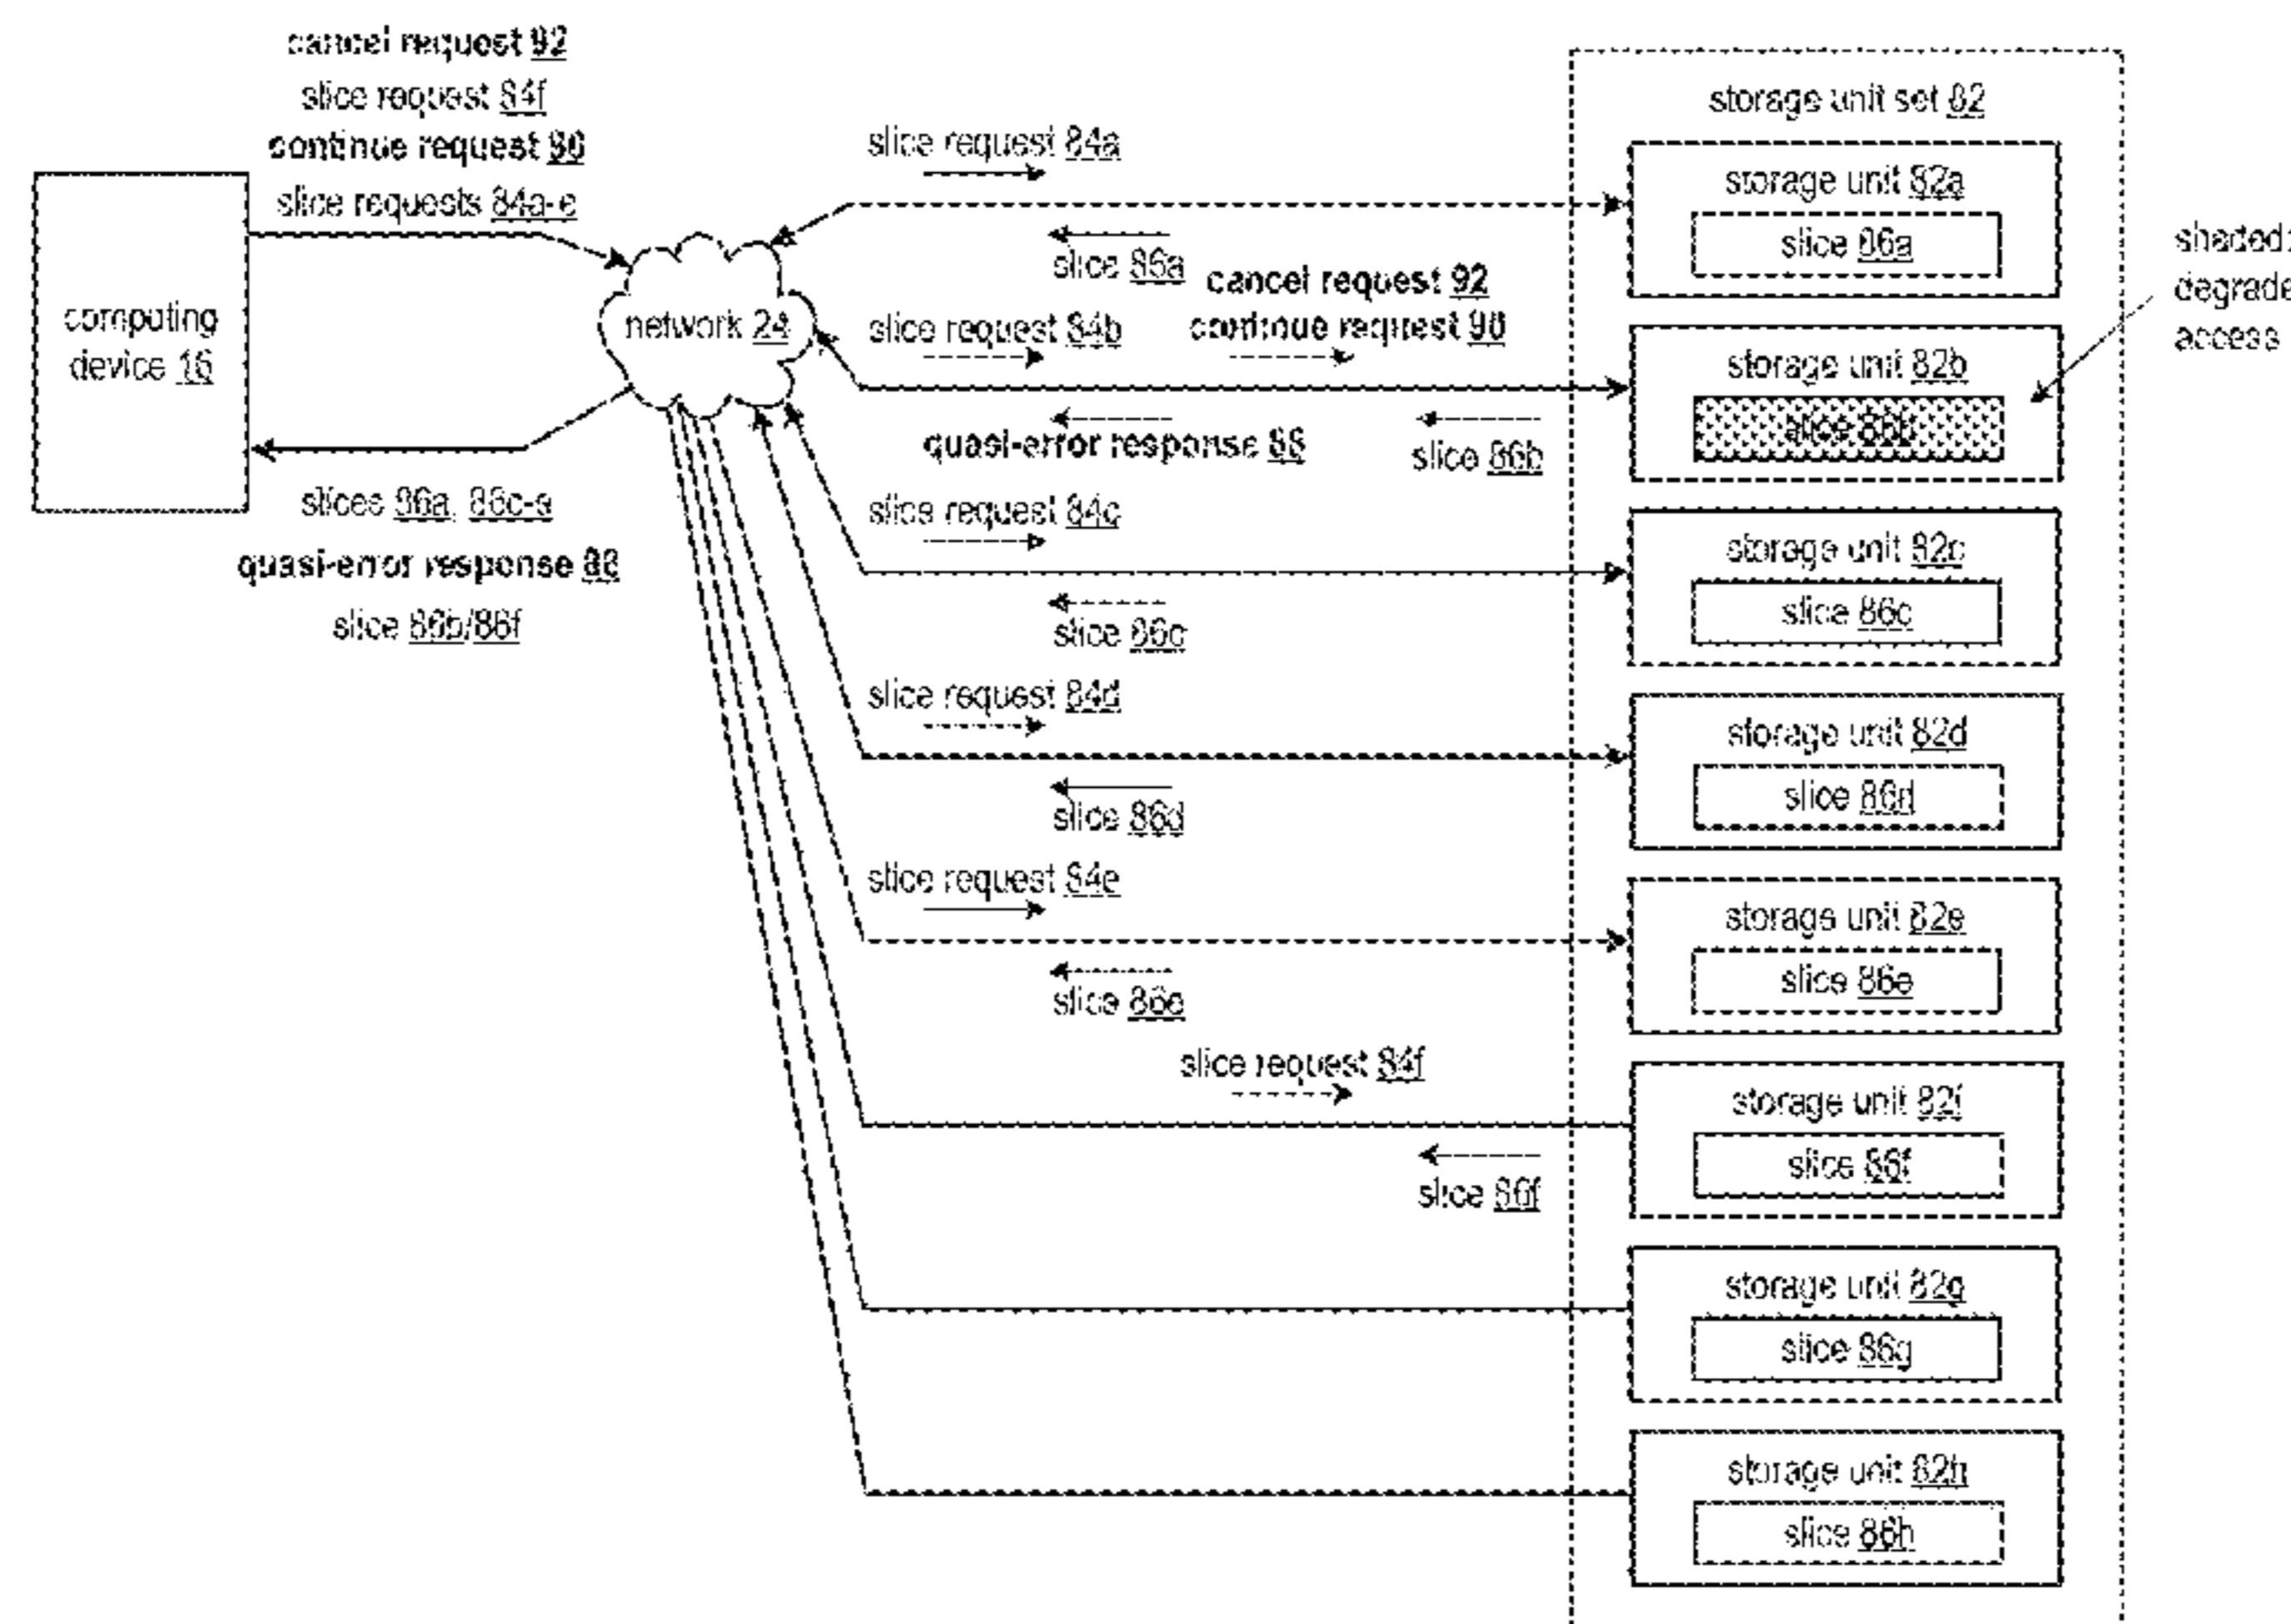 cancel request 92
slice request 84f
continue request 90
slice requests 84a-e
computing
device 16
network 24
slices 86a, 86c-e
quasi-error response 88
slice 86b/86f
slice request 84a
slice 86a
cancel request 92
continue request 90
slice request 84b
quasi-error response 88
slice 86b
slice request 84c
slice 86c
slice request 84d
slice 86d
slice request 84e
slice 86e
slice request 84f
slice 86f
storage unit set 82
storage unit 82a
slice 86a
storage unit 82b
slice 86b
storage unit 82c
slice 86c
storage unit 82d
slice 86d
storage unit 82e
slice 86e
storage unit 82f
slice 86f
storage unit 82g
slice 86g
storage unit 82h
slice 86h
shaded:
degrade
access